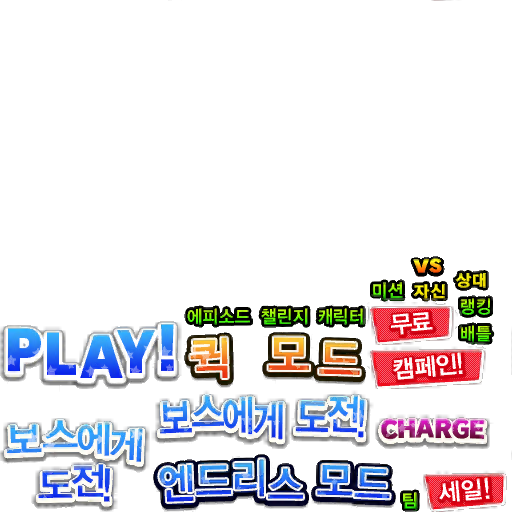 VS
미션 자신 상대
랭킹
배틀
에피소드 챌린지 캐릭터
무료
PLAY!
퀵 모드
캠페인!!
보스에게 도전!
CHARGE
보스에게
도전!
엔드리스 모드
팀
세일!